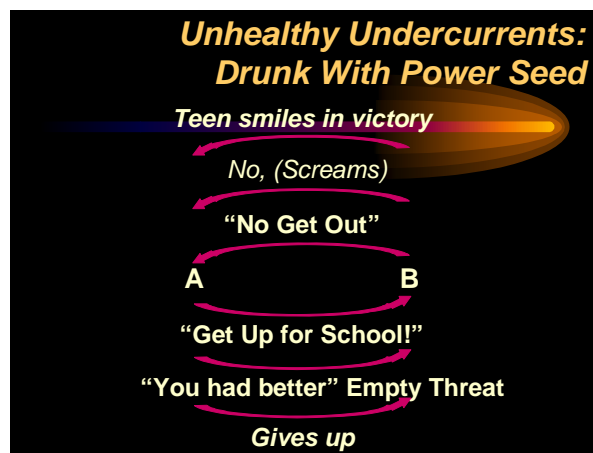 Unhealthy Undercurrents:
Drunk With Power Seed
Teen smiles in victory
No, (Screams)
“No Get Out”
A B
“Get Up for School!”
“You had better” Empty Threat
Gives up